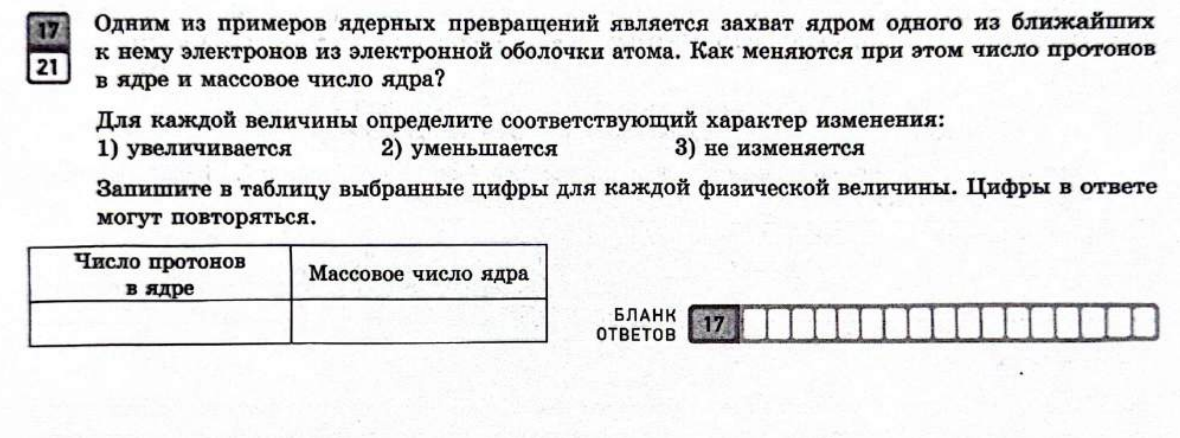 17
21
Одним из примеров ядерных превращений является захват ядром одного из ближайших
к нему электронов из электронной оболочки атома. Как меняются при этом число протонов
в ядре и массовое число ядра?
Для каждой величины определите соответствующий характер изменения:
1) увеличивается 2) уменьшается 3) не изменяется
Запишите в таблицу выбранные цифры для каждой физической величины. Цифры в ответе
могут повторяться.
Число протонов
в ядре
Массовое число ядра
БЛАНК
ОТВЕТОВ
17